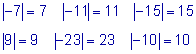 |−7| = 7 |−11| = 11 |−15| = 15
|9| = 9 |−23| = 23 |−10| = 10